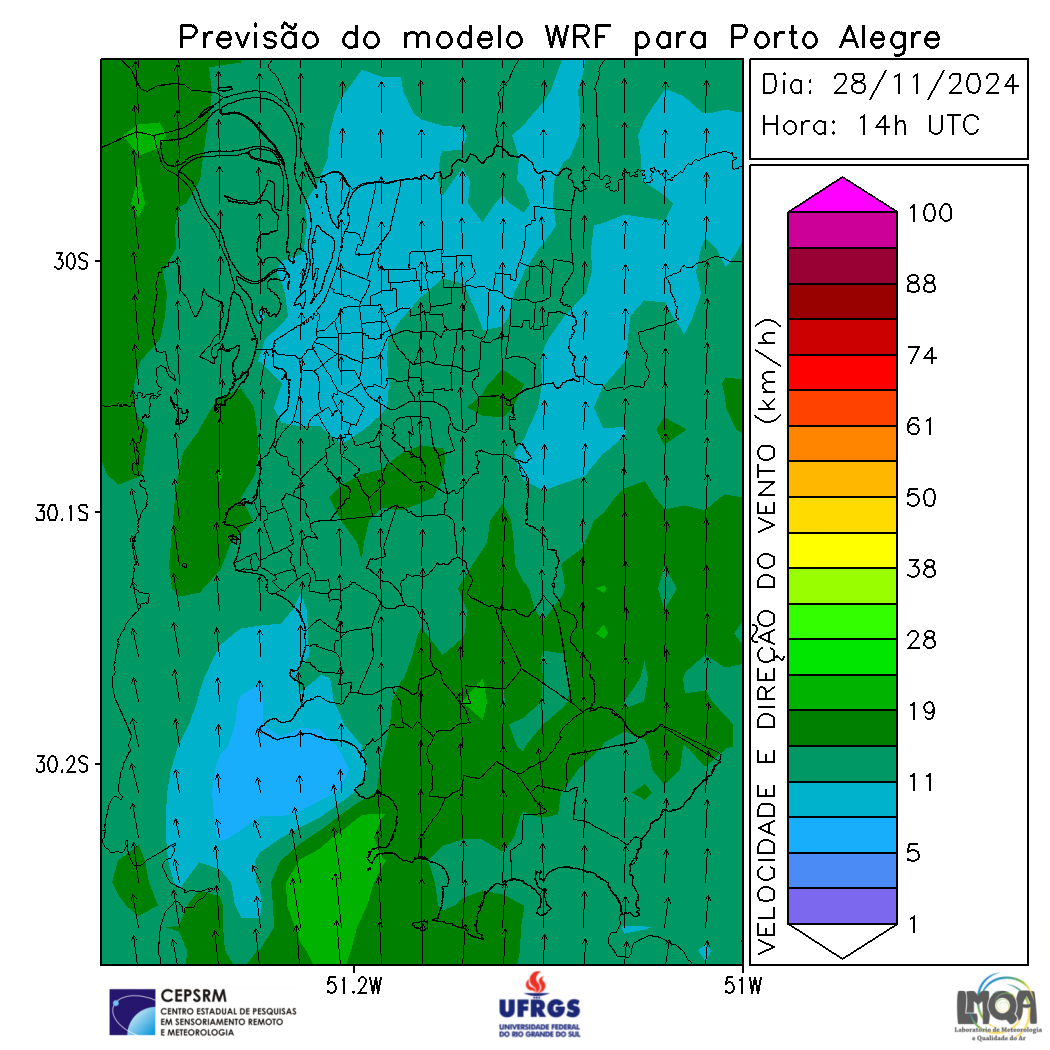 Previsão do modelo WRF para Porto Alegre
Dia: 28/11/2024
Hora: 14h UTC
30S
30.1S
30.2S
51.2W
51W
VELOCIDADE E DIREÇÃO DO VENTO (km/h)
100
88
74
61
50
38
28
19
11
5
1
CEPSRM
CENTRO ESTADUAL DE PESQUISAS
EM SENSORIAMENTO REMOTO
E METEOROLOGIA
UFRGS
UNIVERSIDADE FEDERAL
DO RIO GRANDE DO SUL
LMQA
Laboratório de Meteorologia
e Qualidade do Ar